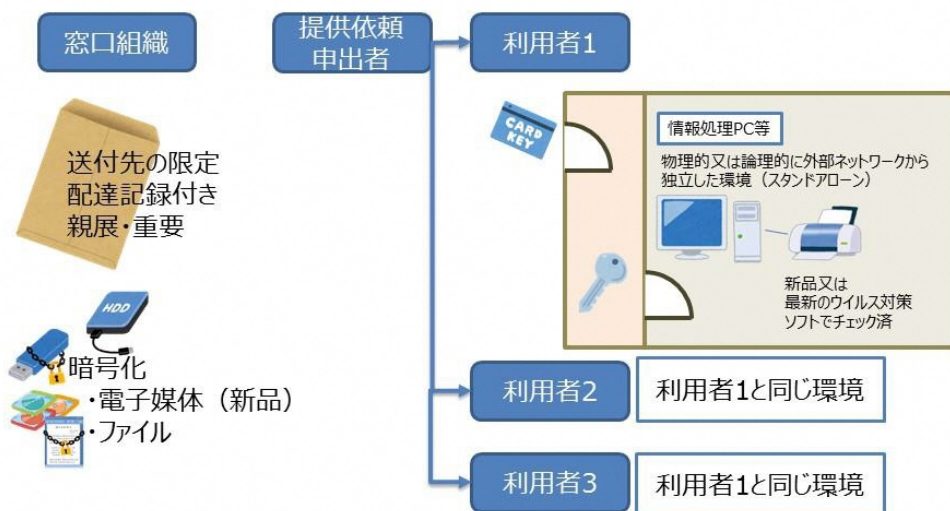 窓口組織
提供依頼
申出者
利用者1
送付先の限定
配達記録付き
親展・重要
CARD
KEY
情報処理PC等
物理的又は論理的に外部ネットワークから
独立した環境（スタンドアローン）
新品又は
最新のウイルス対策
ソフトでチェック済
HDD
暗号化
・電子媒体（新品）
・ファイル
利用者2
利用者1と同じ環境
利用者3
利用者1と同じ環境